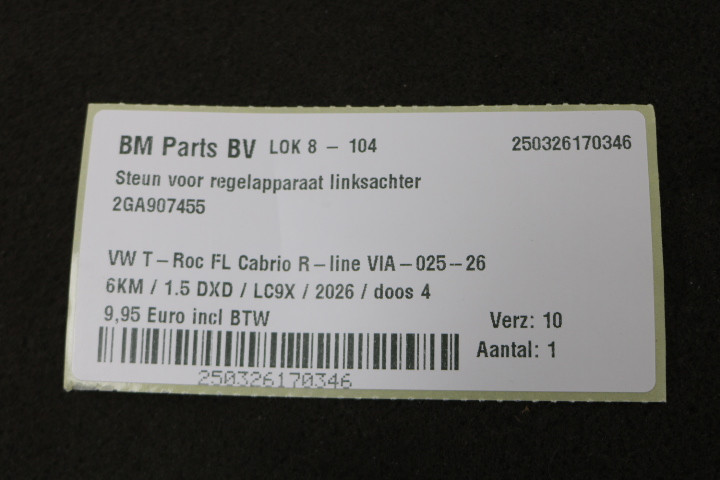 BM Parts BV LOK 8 - 104 250326170346
Steun voor regelapparaat linksachter
2GA907455
VW T-Roc FL Cabrio R-line VIA-025-26
6KM / 1.5 DXD / LC9X / 2026 / doos 4
9,95 Euro incl BTW Verz: 10
Aantal: 1
250326170346